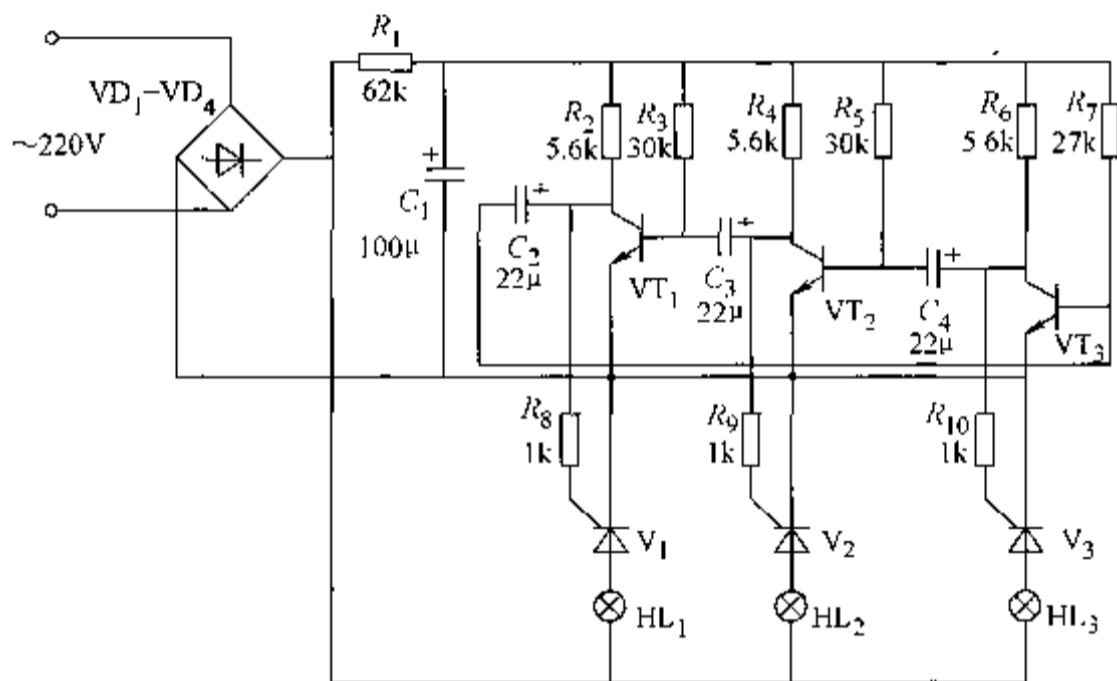 R1
62k
VD1-VD4
～220V
C1
100μ
R2
5.6k
R3
30k
R4
5.6k
R5
30k
R6
5.6k
R7
27k
C2
22μ
VT1
C3
22μ
VT2
C4
22μ
VT3
R8
1k
R9
1k
R10
1k
V1
V2
V3
HL1
HL2
HL3